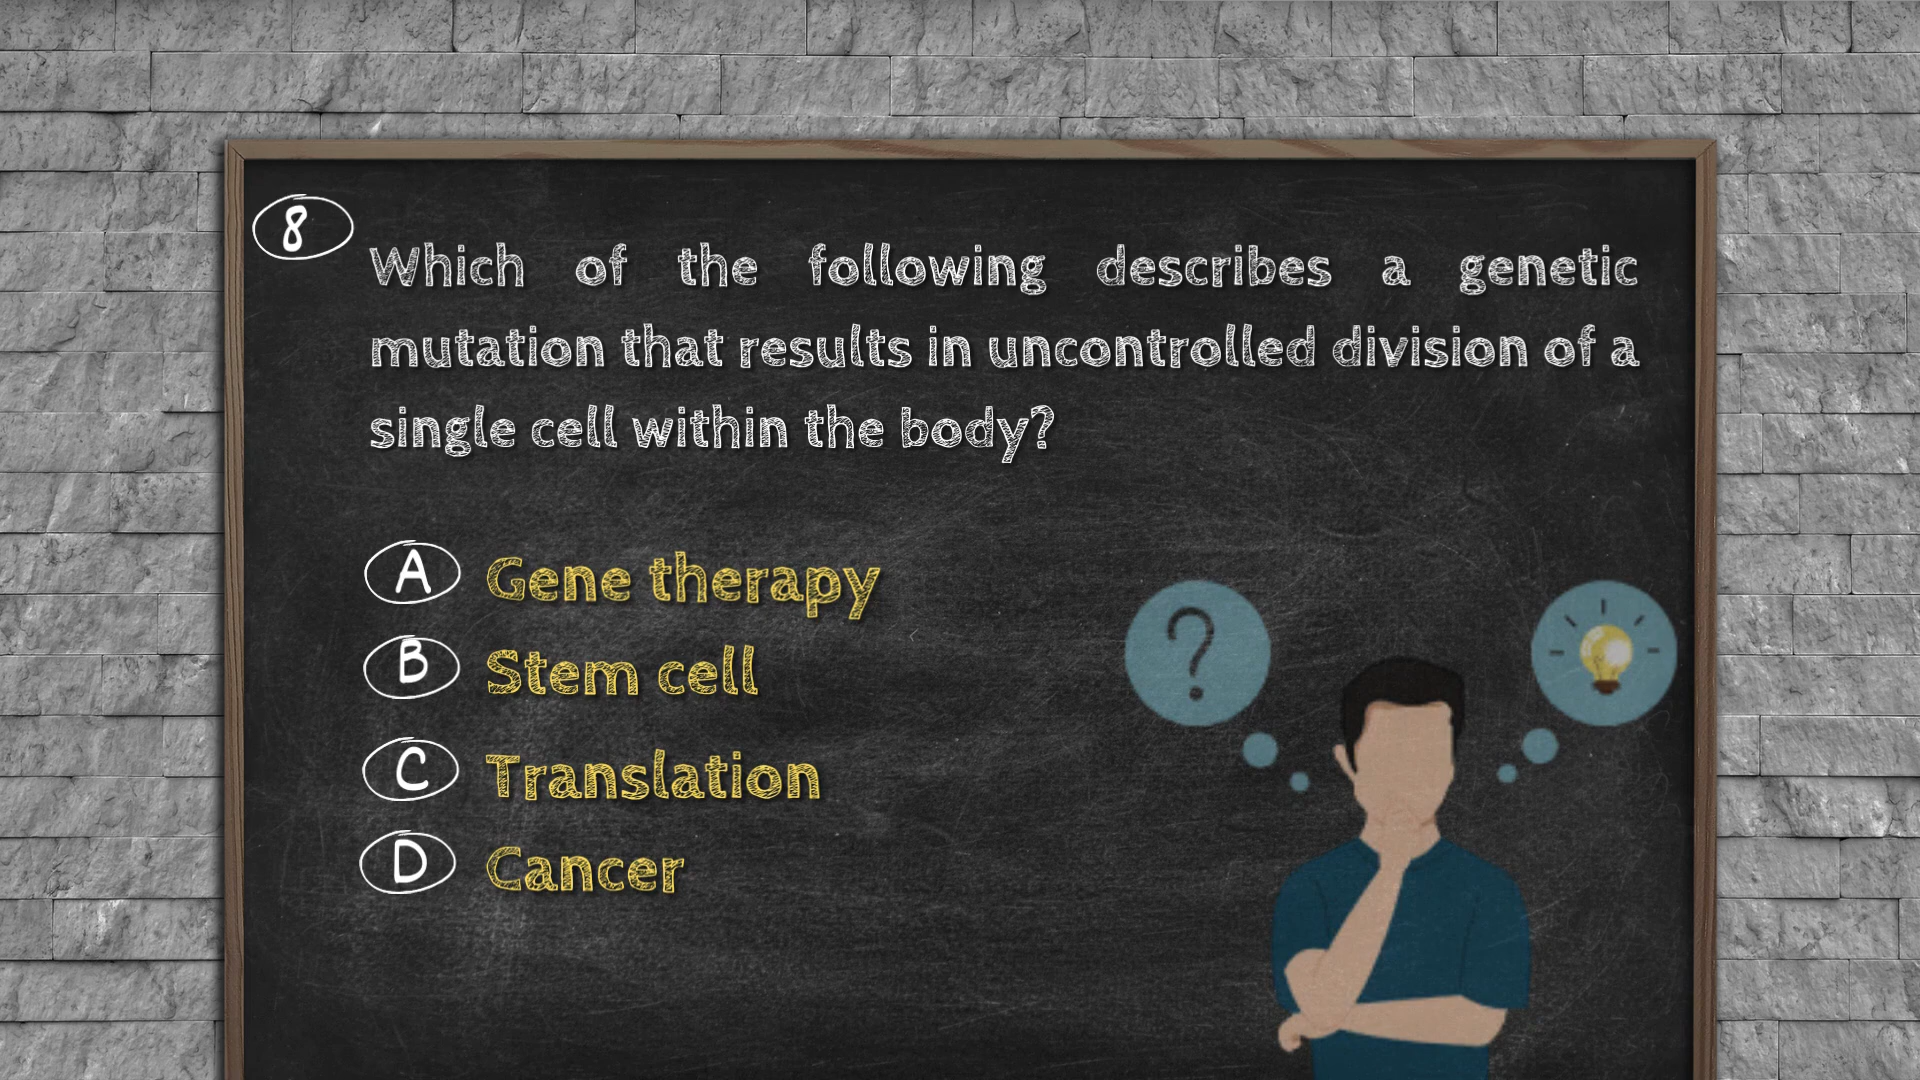 8
Which of the following describes a genetic
mutation that results in uncontrolled division of a
single cell within the body?
A Gene therapy
B Stem cell
C Translation
D Cancer
?